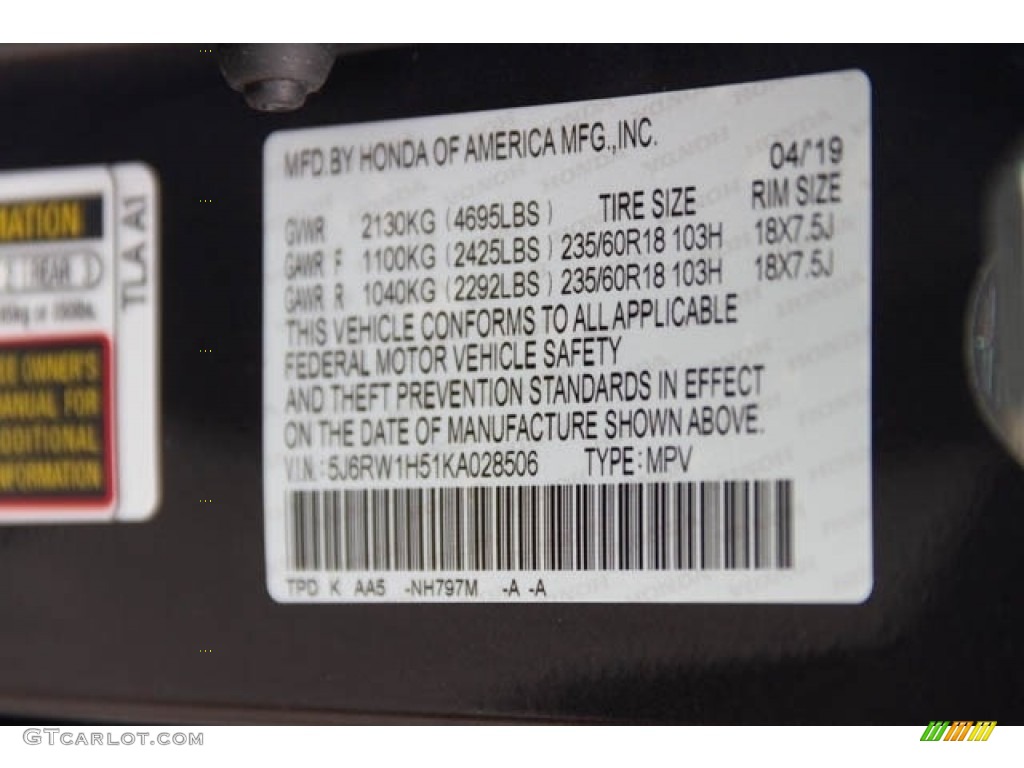 MFD.BY HONDA OF AMERICA MFG.,INC.
04/'19
GVWR 2130KG (4695LBS) TIRE SIZE RIM SIZE
GAWR F 1100KG (2425LBS) 235/60R18 103H 18X7.5J
GAWR R 1040KG (2292LBS) 235/60R18 103H 18X7.5J
THIS VEHICLE CONFORMS TO ALL APPLICABLE
FEDERAL MOTOR VEHICLE SAFETY
AND THEFT PREVENTION STANDARDS IN EFFECT
ON THE DATE OF MANUFACTURE SHOWN ABOVE.
V.I.N.: 5J6RW1H51KA028506 TYPE:MPV
TPD K AA5 -NH797M -A -A
MATION
2 REAR
TLA A1
EE OWNER'S
MANUAL FOR
DDITIONAL
NFORMATION
GTCARLOT.COM